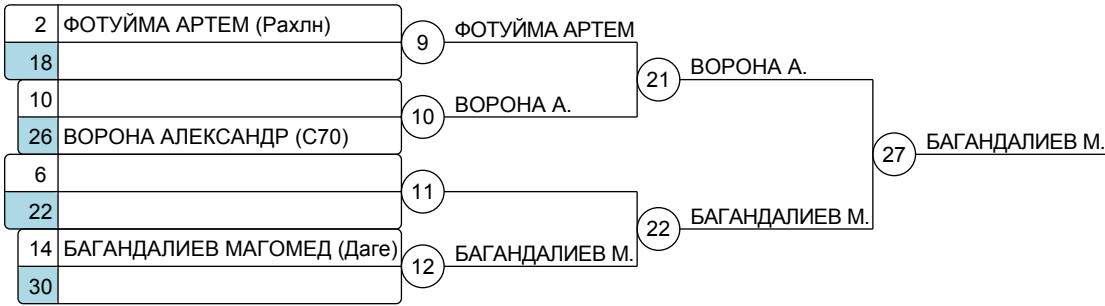 2 ФОТУЙМА АРТЕМ (Рахлн)
9 ФОТУЙМА АРТЕМ
18
21 ВОРОНА А.
10
10 ВОРОНА А.
26 ВОРОНА АЛЕКСАНДР (С70)
27 БАГАНДАЛИЕВ М.
6
11
22
22 БАГАНДАЛИЕВ М.
14 БАГАНДАЛИЕВ МАГОМЕД (Даге)
12 БАГАНДАЛИЕВ М.
30